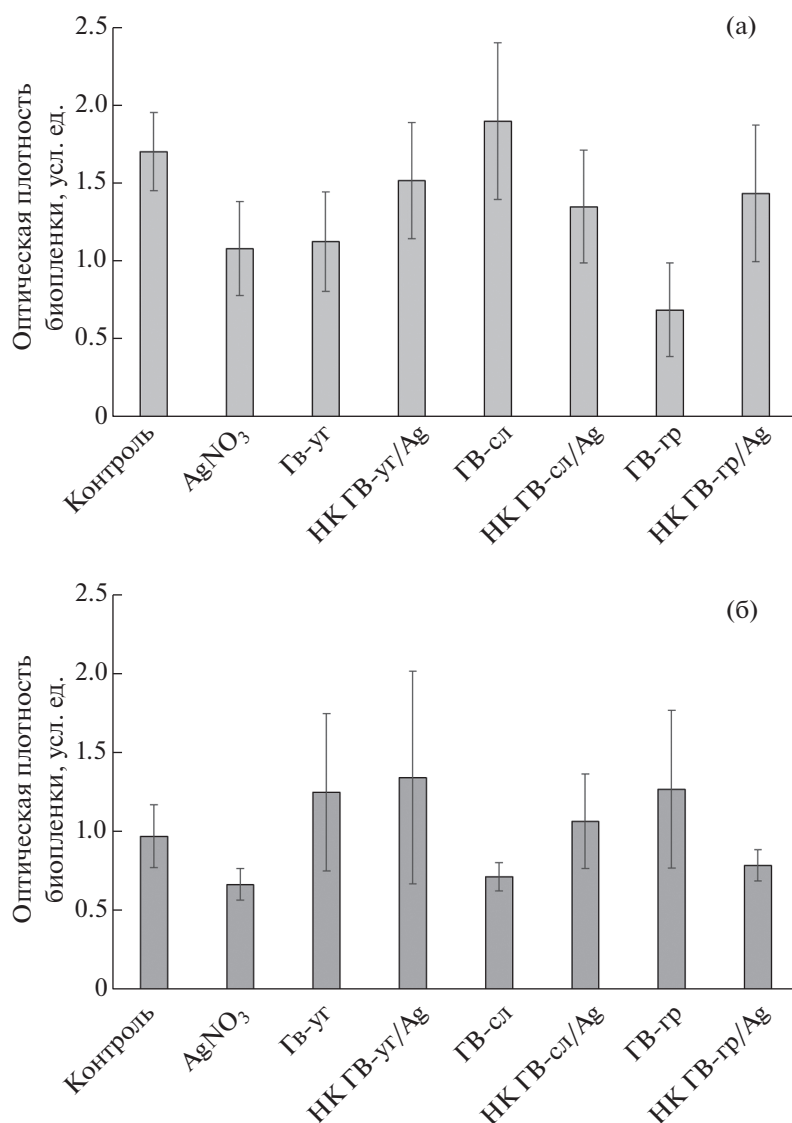 (а)
Оптическая плотность
биопленки, усл. ед.
2.5
2.0
1.5
1.0
0.5
0
Контроль
AgNO₃
Гв-уг
НК ГВ-уг/Ag
ГВ-сл
НК ГВ-сл/Ag
ГВ-гр
НК ГВ-гр/Ag
(б)
Оптическая плотность
биопленки, усл. ед.
2.5
2.0
1.5
1.0
0.5
0
Контроль
AgNO₃
Гв-уг
НК ГВ-уг/Ag
ГВ-сл
НК ГВ-сл/Ag
ГВ-гр
НК ГВ-гр/Ag